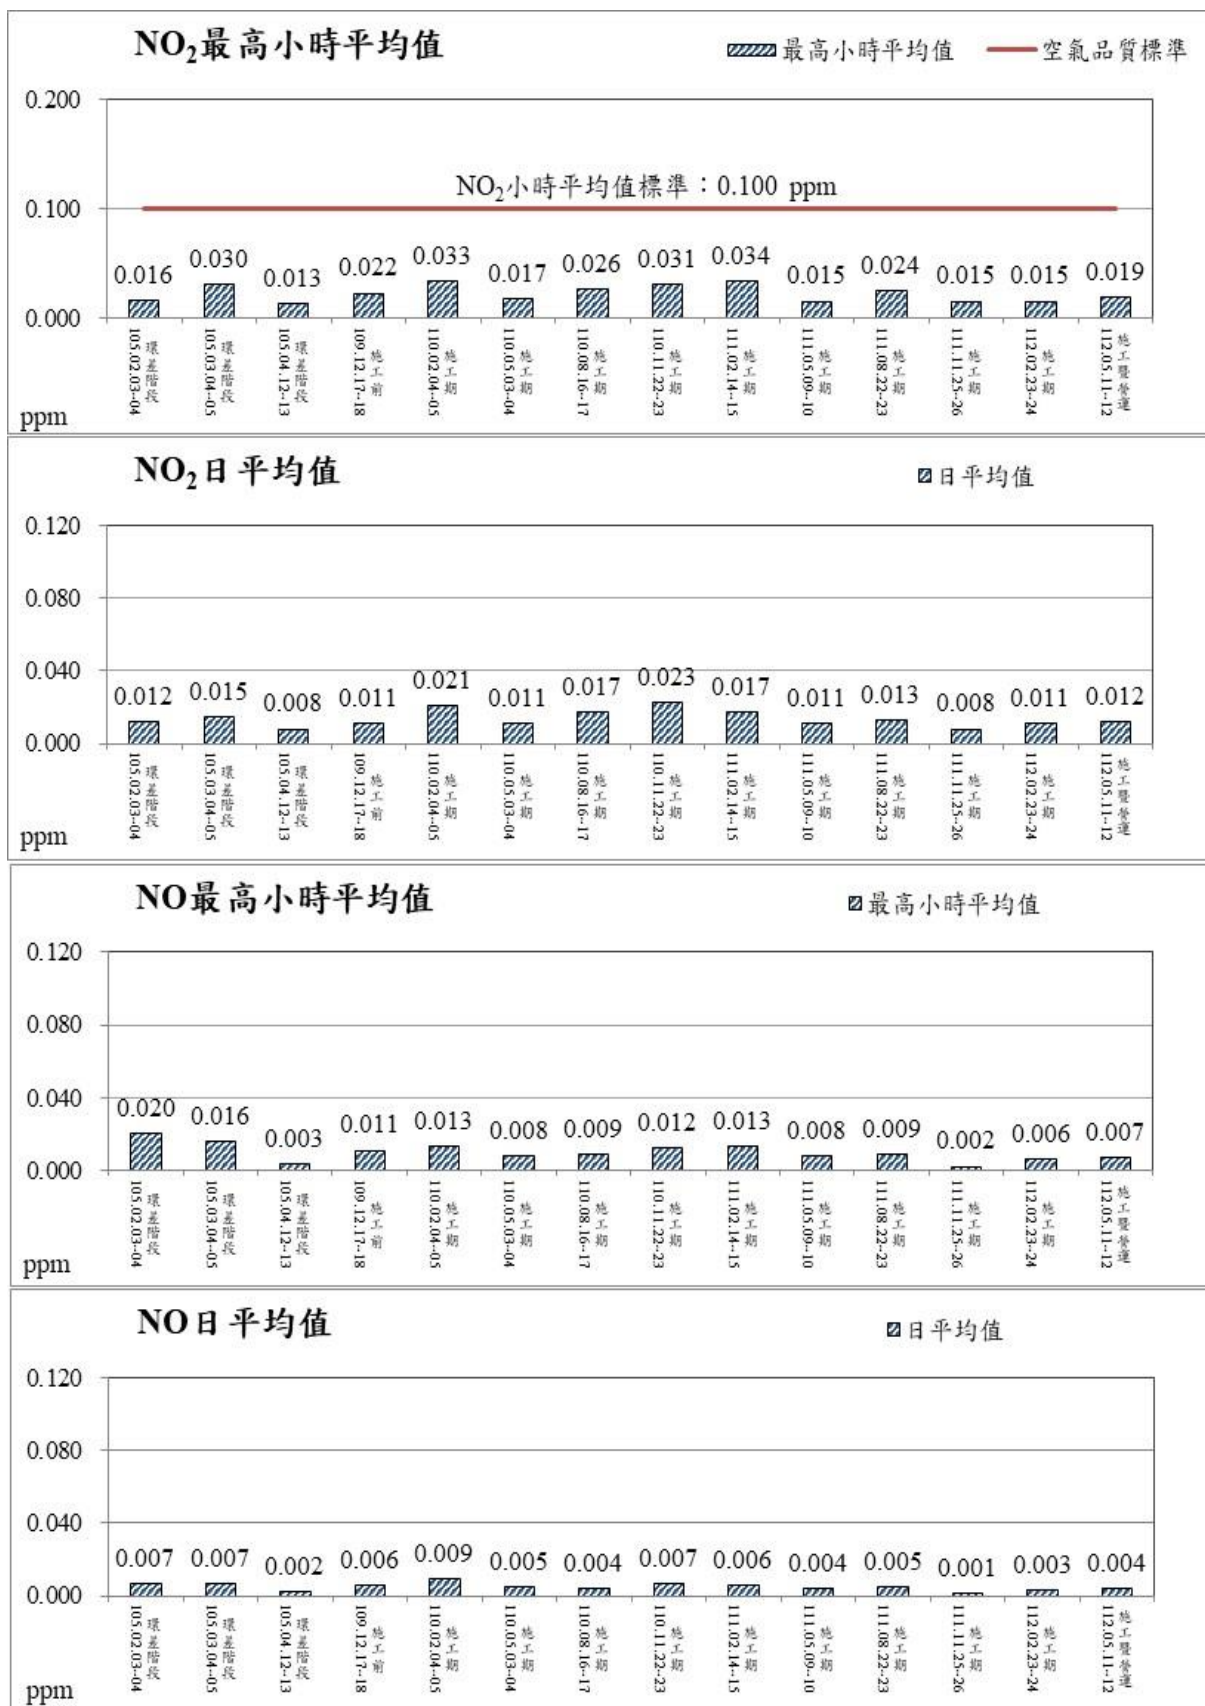 NO₂最高小時平均值
最高小時平均值 空氣品質標準
0.200
NO₂小時平均值標準：0.100 ppm
0.100
0.016 0.030 0.013 0.022 0.033 0.017 0.026 0.031 0.034 0.015 0.024 0.015 0.015 0.019
0.000
105.02.03~04 環差階段
105.03.04~05 環差階段
105.04.12~13 環差階段
109.12.17~18 施工前
110.02.04~05 施工期
110.05.03~04 施工期
110.08.16~17 施工期
110.11.22~23 施工期
111.02.14~15 施工期
111.05.09~10 施工期
111.08.22~23 施工期
111.11.25~26 施工期
112.02.23~24 施工期
112.05.11~12 施工暨營運
ppm
NO₂日平均值
日平均值
0.120
0.080
0.040
0.012 0.015 0.008 0.011 0.021 0.011 0.017 0.023 0.017 0.011 0.013 0.008 0.011 0.012
0.000
105.02.03~04 環差階段
105.03.04~05 環差階段
105.04.12~13 環差階段
109.12.17~18 施工前
110.02.04~05 施工期
110.05.03~04 施工期
110.08.16~17 施工期
110.11.22~23 施工期
111.02.14~15 施工期
111.05.09~10 施工期
111.08.22~23 施工期
111.11.25~26 施工期
112.02.23~24 施工期
112.05.11~12 施工暨營運
ppm
NO最高小時平均值
最高小時平均值
0.120
0.080
0.040
0.020 0.016 0.003 0.011 0.013 0.008 0.009 0.012 0.013 0.008 0.009 0.002 0.006 0.007
0.000
105.02.03~04 環差階段
105.03.04~05 環差階段
105.04.12~13 環差階段
109.12.17~18 施工前
110.02.04~05 施工期
110.05.03~04 施工期
110.08.16~17 施工期
110.11.22~23 施工期
111.02.14~15 施工期
111.05.09~10 施工期
111.08.22~23 施工期
111.11.25~26 施工期
112.02.23~24 施工期
112.05.11~12 施工暨營運
ppm
NO日平均值
日平均值
0.120
0.080
0.040
0.007 0.007 0.002 0.006 0.009 0.005 0.004 0.007 0.006 0.004 0.005 0.001 0.003 0.004
0.000
105.02.03~04 環差階段
105.03.04~05 環差階段
105.04.12~13 環差階段
109.12.17~18 施工前
110.02.04~05 施工期
110.05.03~04 施工期
110.08.16~17 施工期
110.11.22~23 施工期
111.02.14~15 施工期
111.05.09~10 施工期
111.08.22~23 施工期
111.11.25~26 施工期
112.02.23~24 施工期
112.05.11~12 施工暨營運
ppm